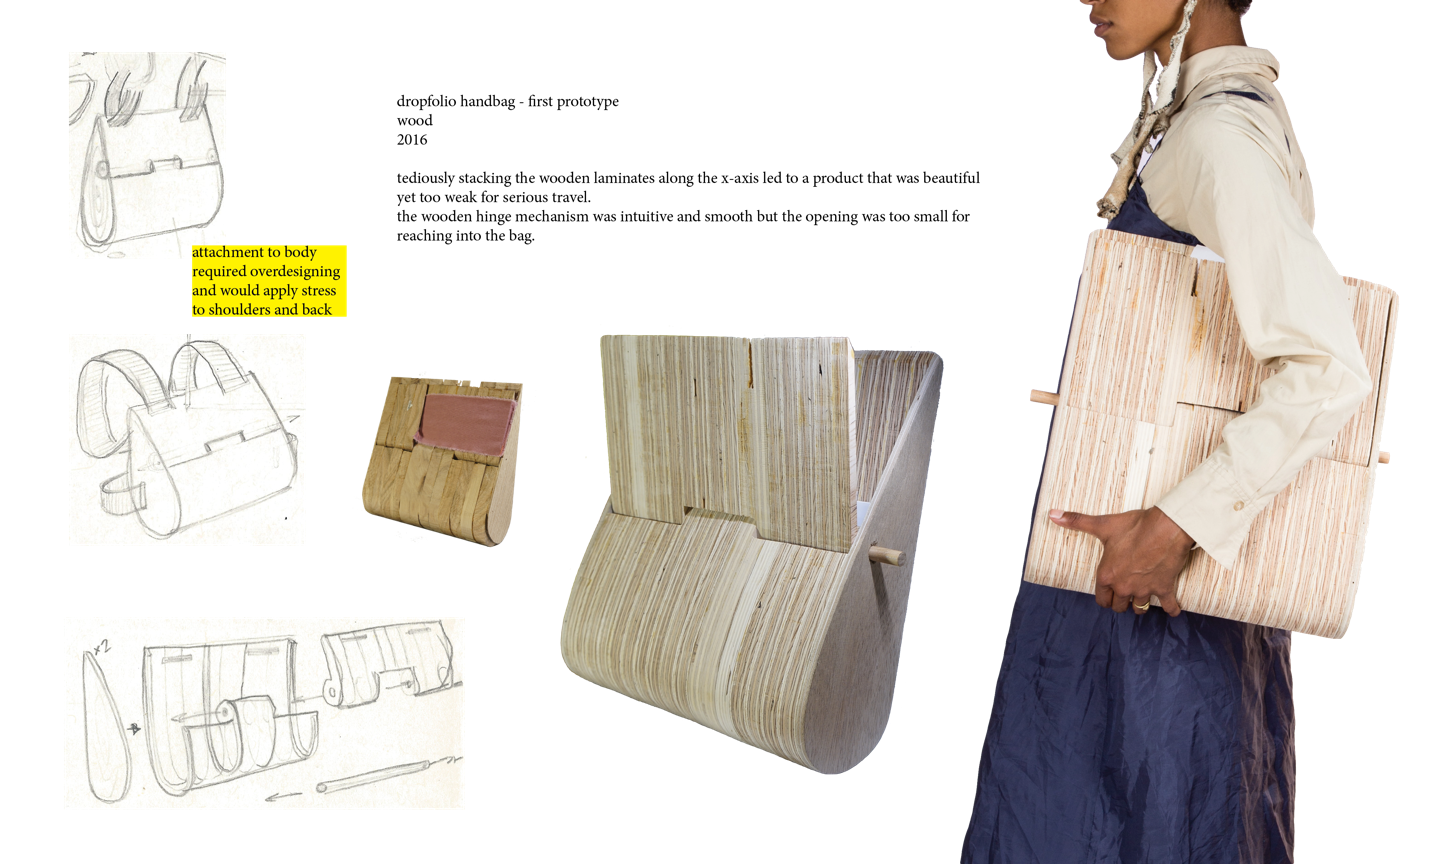 dropfolio handbag - first prototype
wood
2016
tediously stacking the wooden laminates along the x-axis led to a product that was beautiful
yet too weak for serious travel.
the wooden hinge mechanism was intuitive and smooth but the opening was too small for
reaching into the bag.
attachment to body
required overdesigning
and would apply stress
to shoulders and back
x2